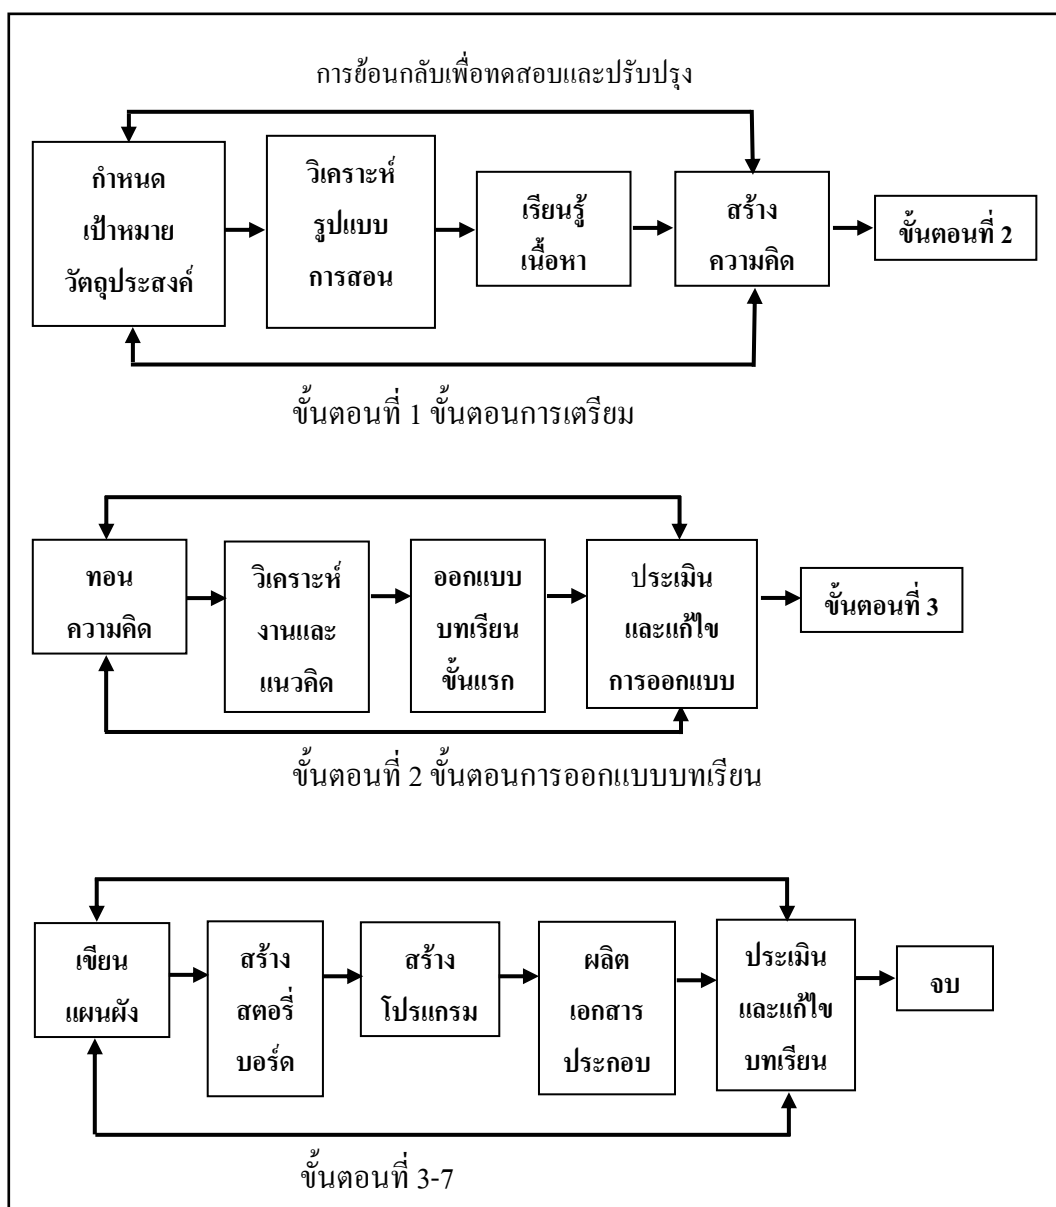 การย้อนกลับเพื่อทดสอบและปรับปรุง
กำหนด
เป้าหมาย
วัตถุประสงค์
วิเคราะห์
รูปแบบ
การสอน
เรียนรู้
เนื้อหา
สร้าง
ความคิด
ขั้นตอนที่ 2
ขั้นตอนที่ 1 ขั้นตอนการเตรียม
ทอน
ความคิด
วิเคราะห์
งานและ
แนวคิด
ออกแบบ
บทเรียน
ขั้นแรก
ประเมิน
และแก้ไข
การออกแบบ
ขั้นตอนที่ 3
ขั้นตอนที่ 2 ขั้นตอนการออกแบบบทเรียน
เขียน
แผนผัง
สร้าง
สตอรี่
บอร์ด
สร้าง
โปรแกรม
ผลิต
เอกสาร
ประกอบ
ประเมิน
และแก้ไข
บทเรียน
จบ
ขั้นตอนที่ 3-7